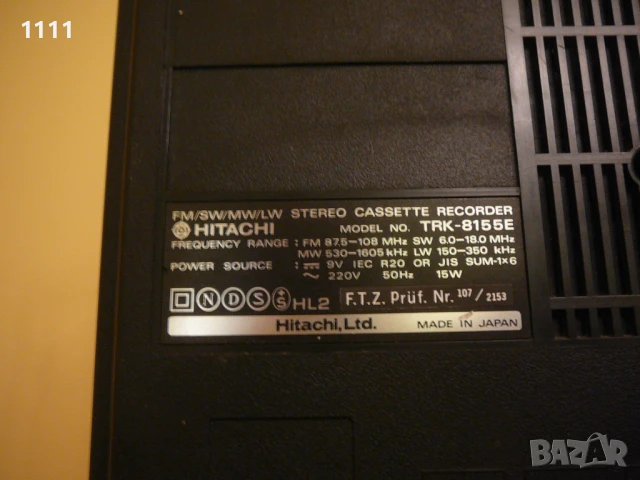 1111
FM/SW/MW/LW STEREO CASSETTE RECORDER
HITACHI MODEL NO. TRK-8155E
FREQUENCY RANGE : FM 87.5-108 MHz SW 6.0-18.0 MHz
MW 530-1605 kHz LW 150-350 kHz
POWER SOURCE : 9V IEC R20 OR JIS SUM-1×6
~ 220V 50Hz 15W
N D S S HL2 F.T.Z. Prüf. Nr. 107/2153
Hitachi, Ltd. MADE IN JAPAN
BAZAR